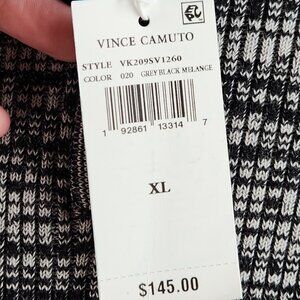 VINCE CAMUTO
STYLE VK209SV1260
COLOR 020 GREY BLACK MELANGE
1 92861 13314 7
XL
$145.00